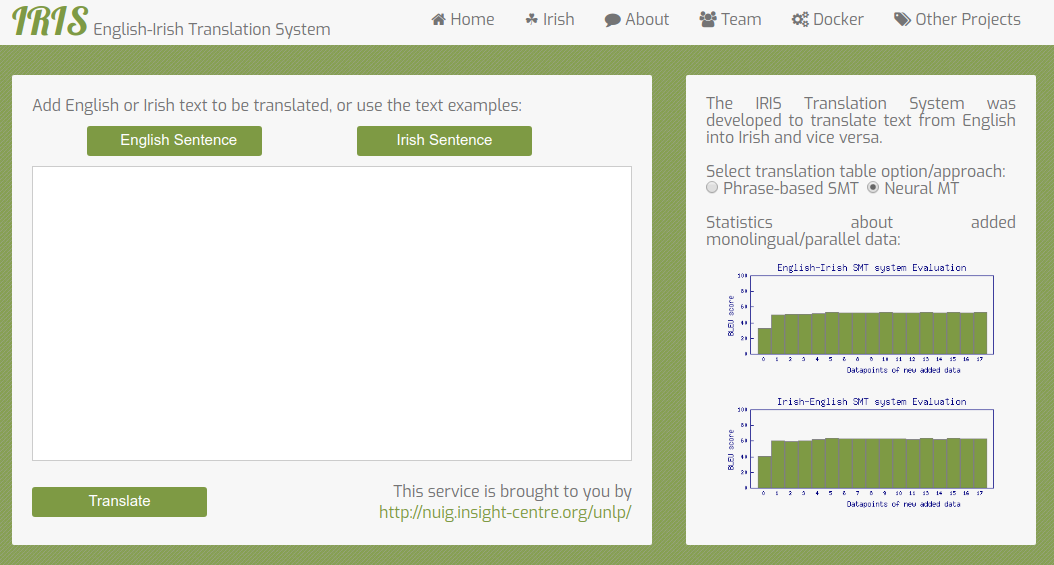 IRIS English-Irish Translation System
Home Irish About Team Docker Other Projects
Add English or Irish text to be translated, or use the text examples:
English Sentence Irish Sentence
Translate
This service is brought to you by
http://nuig.insight-centre.org/unlp/
The IRIS Translation System was
developed to translate text from English
into Irish and vice versa.
Select translation table option/approach:
Phrase-based SMT Neural MT
Statistics about added
monolingual/parallel data:
English-Irish SMT system Evaluation
BLEU score
100
80
60
40
20
0
0 1 2 3 4 5 6 7 8 9 10 11 12 13 14 15 16 17
Datapoints of new added data
Irish-English SMT system Evaluation
BLEU score
100
80
60
40
20
0
0 1 2 3 4 5 6 7 8 9 10 11 12 13 14 15 16 17
Datapoints of new added data